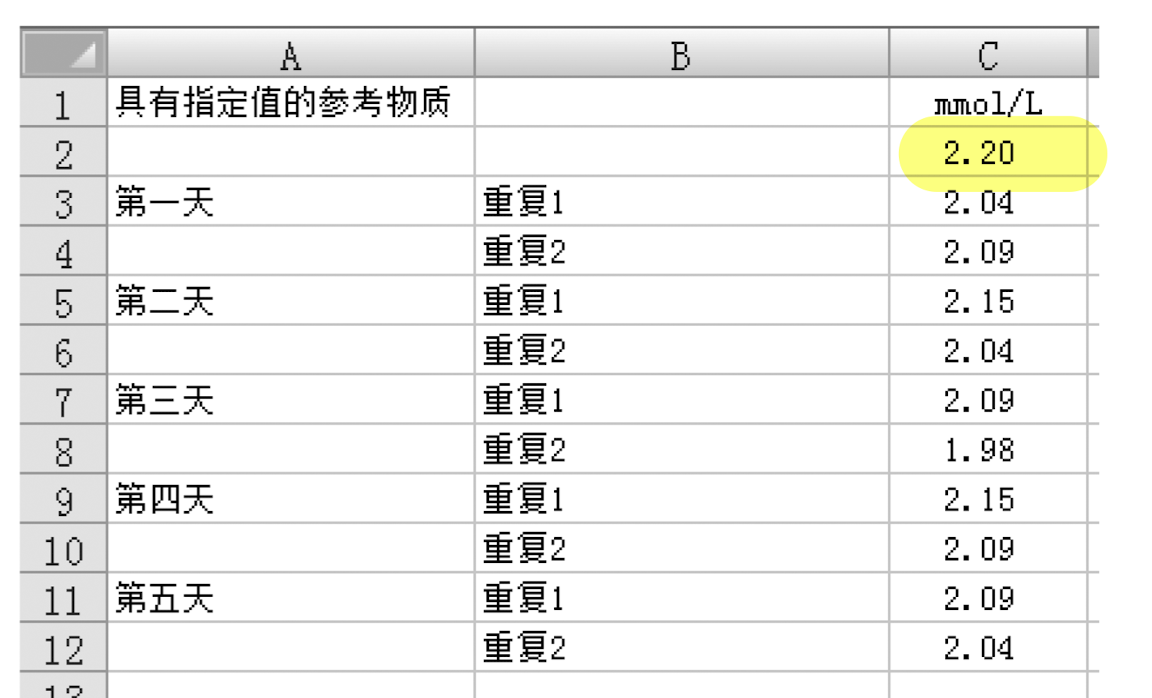 A B C
1 具有指定值的参考物质 mmol/L
2 2.20
3 第一天 重复1 2.04
4 重复2 2.09
5 第二天 重复1 2.15
6 重复2 2.04
7 第三天 重复1 2.09
8 重复2 1.98
9 第四天 重复1 2.15
10 重复2 2.09
11 第五天 重复1 2.09
12 重复2 2.04